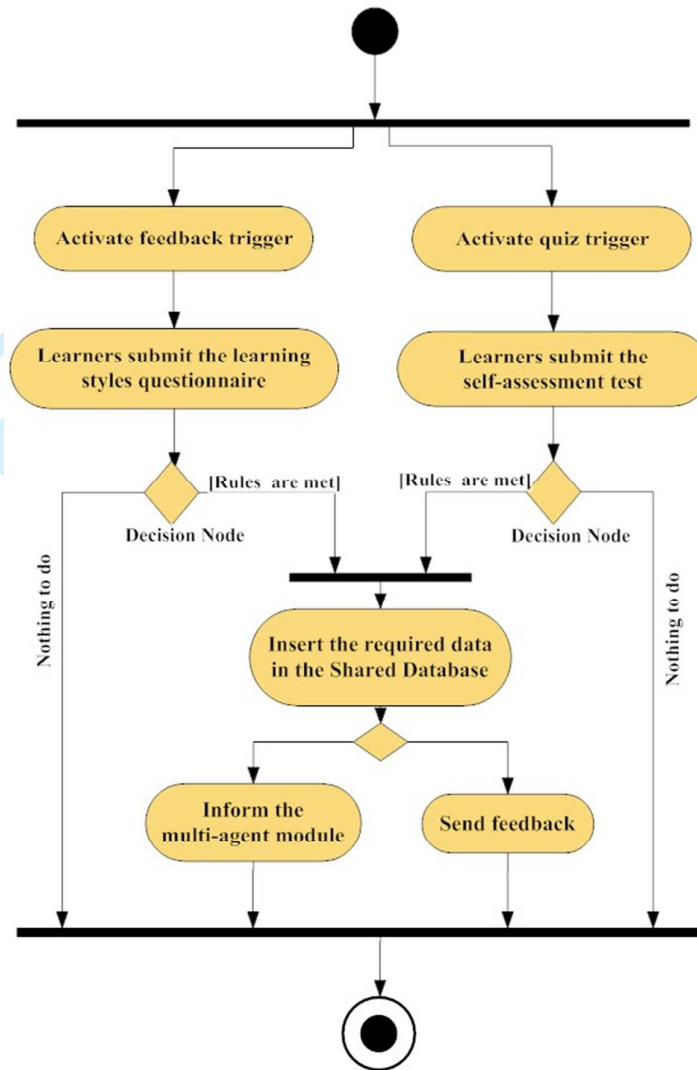 Activate feedback trigger
Activate quiz trigger
Learners submit the learning
styles questionnaire
Learners submit the
self-assessment test
[Rules are met]
[Rules are met]
Decision Node
Decision Node
Nothing to do
Nothing to do
Insert the required data
in the Shared Database
Inform the
multi-agent module
Send feedback